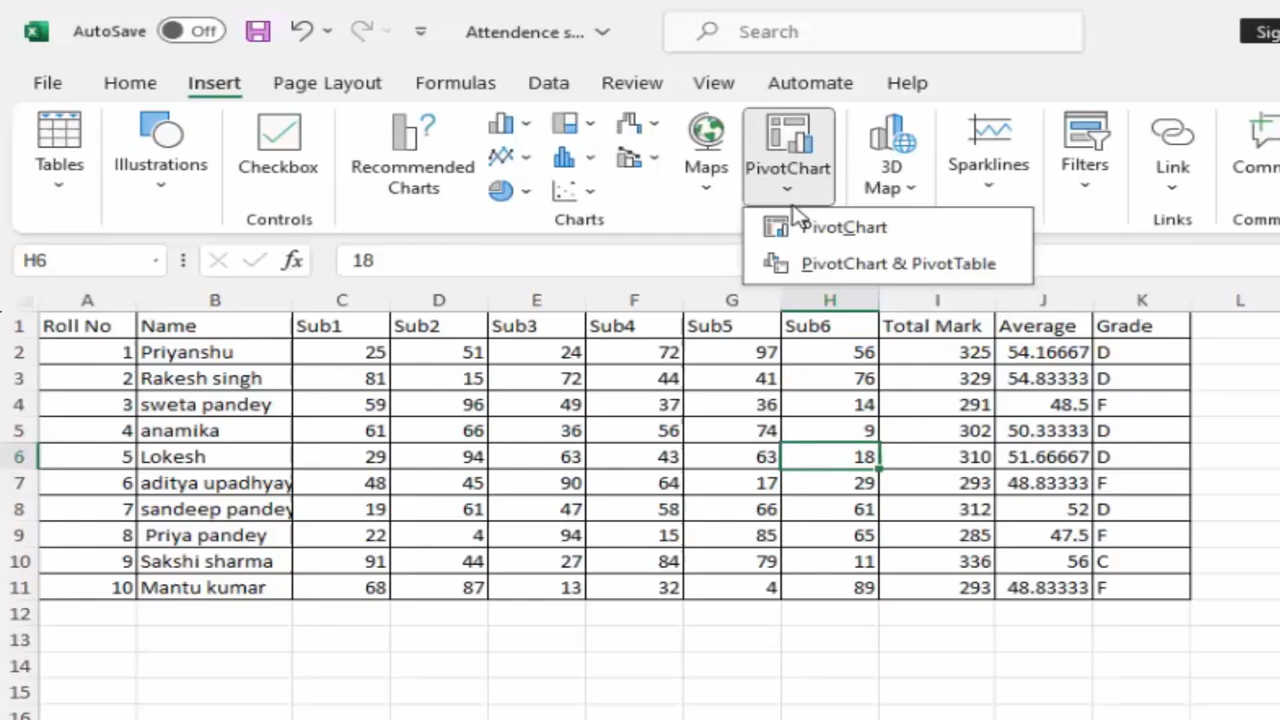 AutoSave Off Attendence s... Search Sig
File Home Insert Page Layout Formulas Data Review View Automate Help
Tables Illustrations Checkbox Recommended Charts Maps PivotChart 3D Map Sparklines Filters Link Comm
Controls Charts Links Comm
PivotChart
PivotChart & PivotTable
H6 fx 18
A B C D E F G H I J K L
1 Roll No Name Sub1 Sub2 Sub3 Sub4 Sub5 Sub6 Total Mark Average Grade
2 1 Priyanshu 25 51 24 72 97 56 325 54.16667 D
3 2 Rakesh singh 81 15 72 44 41 76 329 54.83333 D
4 3 sweta pandey 59 96 49 37 36 14 291 48.5 F
5 4 anamika 61 66 36 56 74 9 302 50.33333 D
6 5 Lokesh 29 94 63 43 63 18 310 51.66667 D
7 6 aditya upadhyay 48 45 90 64 17 29 293 48.83333 F
8 7 sandeep pandey 19 61 47 58 66 61 312 52 D
9 8 Priya pandey 22 4 94 15 85 65 285 47.5 F
10 9 Sakshi sharma 91 44 27 84 79 11 336 56 C
11 10 Mantu kumar 68 87 13 32 4 89 293 48.83333 F
12
13
14
15
16